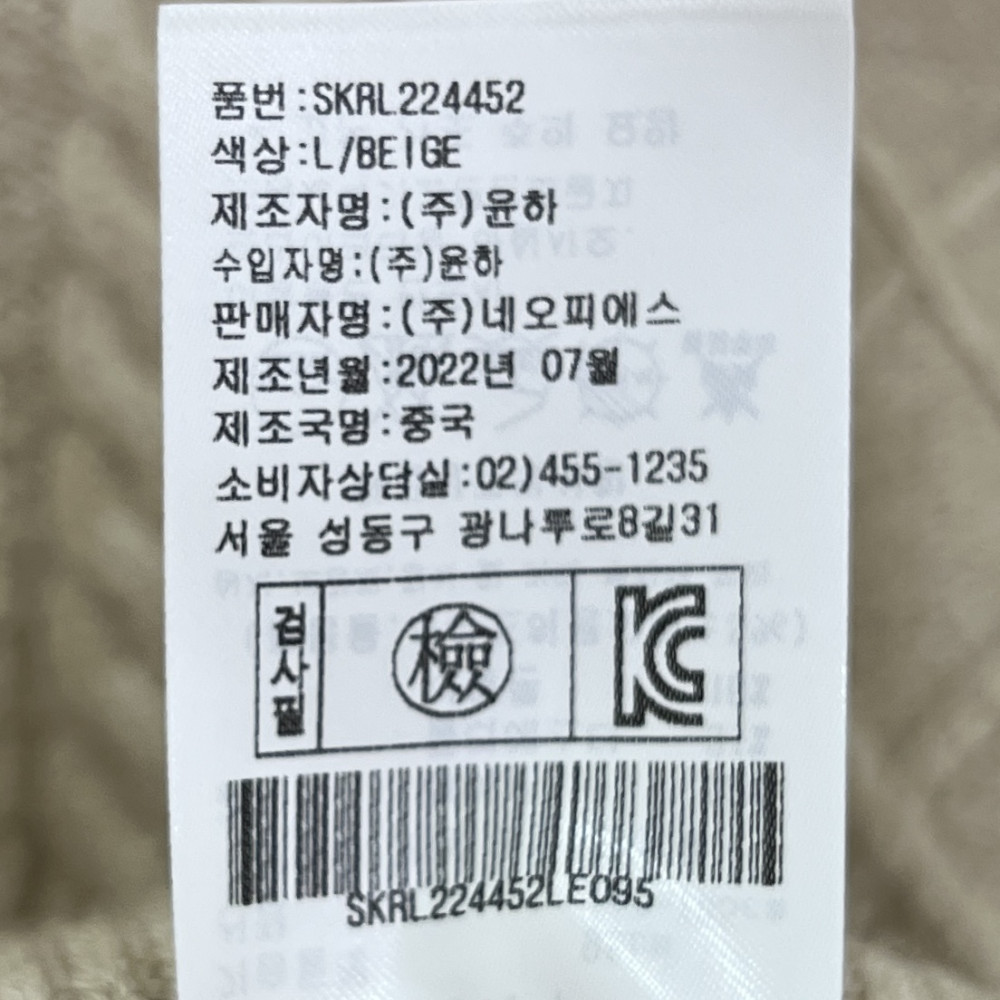 품번:SKRL224452
색상:L/BEIGE
제조자명:(주)윤하
수입자명:(주)윤하
판매자명:(주)네오피에스
제조년월:2022년 07월
제조국명:중국
소비자상담실:02)455-1235
서울 성동구 광나루로8길31
검사필
檢
KC
SKRL224452LE095